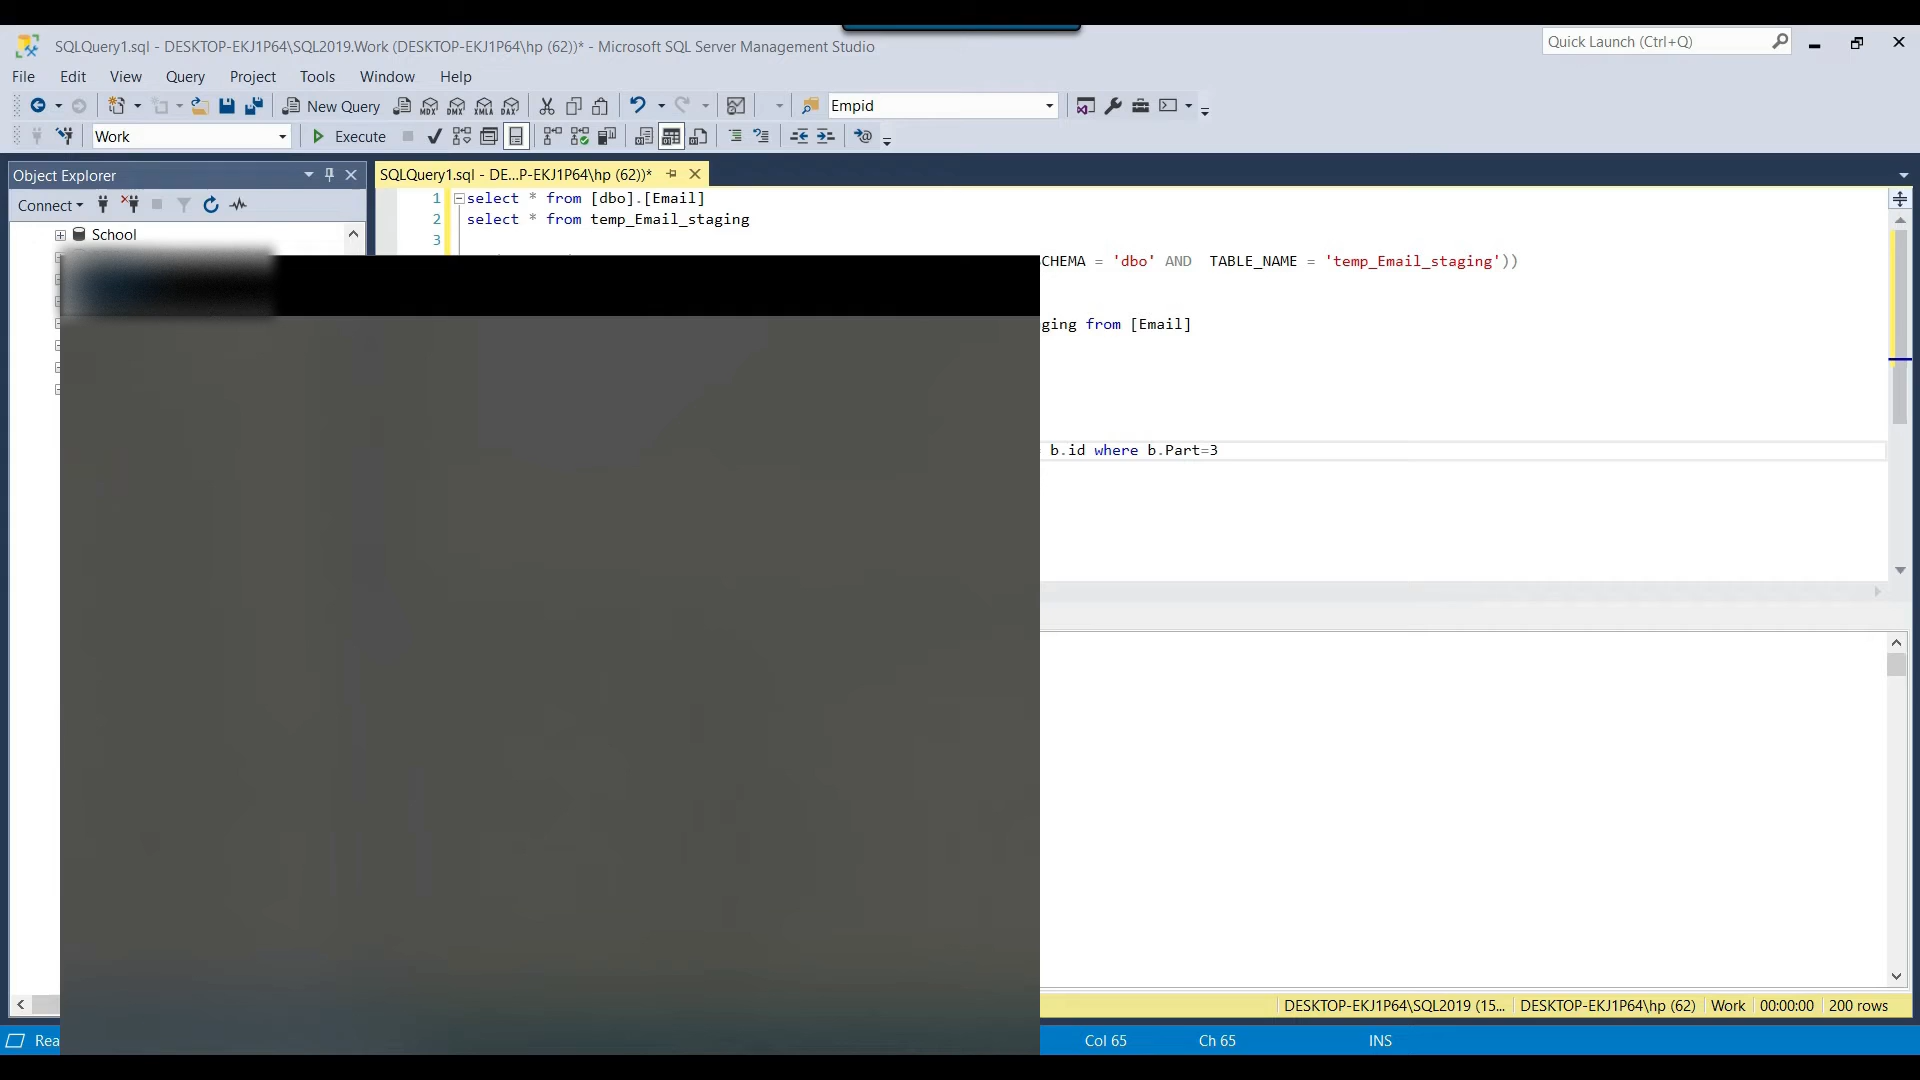 SQLQuery1.sql - DESKTOP-EKJ1P64\SQL2019.Work (DESKTOP-EKJ1P64\hp (62))* - Microsoft SQL Server Management Studio
Quick Launch (Ctrl+Q)
File Edit View Query Project Tools Window Help
New Query MDX DMX XMLA DAX Empid
Work Execute
Object Explorer
SQLQuery1.sql - DE...P-EKJ1P64\hp (62))*
Connect
School
1 select * from [dbo].[Email]
2 select * from temp_Email_staging
3
CHEMA = 'dbo' AND TABLE_NAME = 'temp_Email_staging'))
ging from [Email]
b.id where b.Part=3
DESKTOP-EKJ1P64\SQL2019 (15... DESKTOP-EKJ1P64\hp (62) Work 00:00:00 200 rows
Rea Col 65 Ch 65 INS